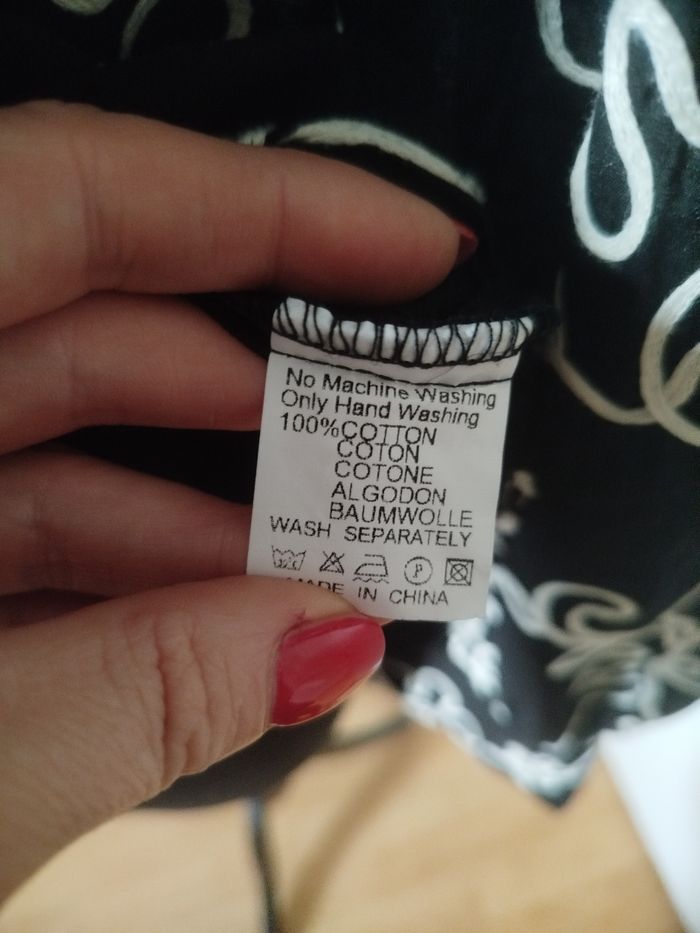 No Machine Washing
Only Hand Washing
100%COTTON
COTON
COTONE
ALGODON
BAUMWOLLE
WASH SEPARATELY
P
MADE IN CHINA